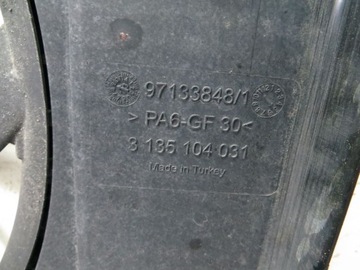 97133848/1
> PA6-GF 30<
3 135 104 031
Made in Turkey